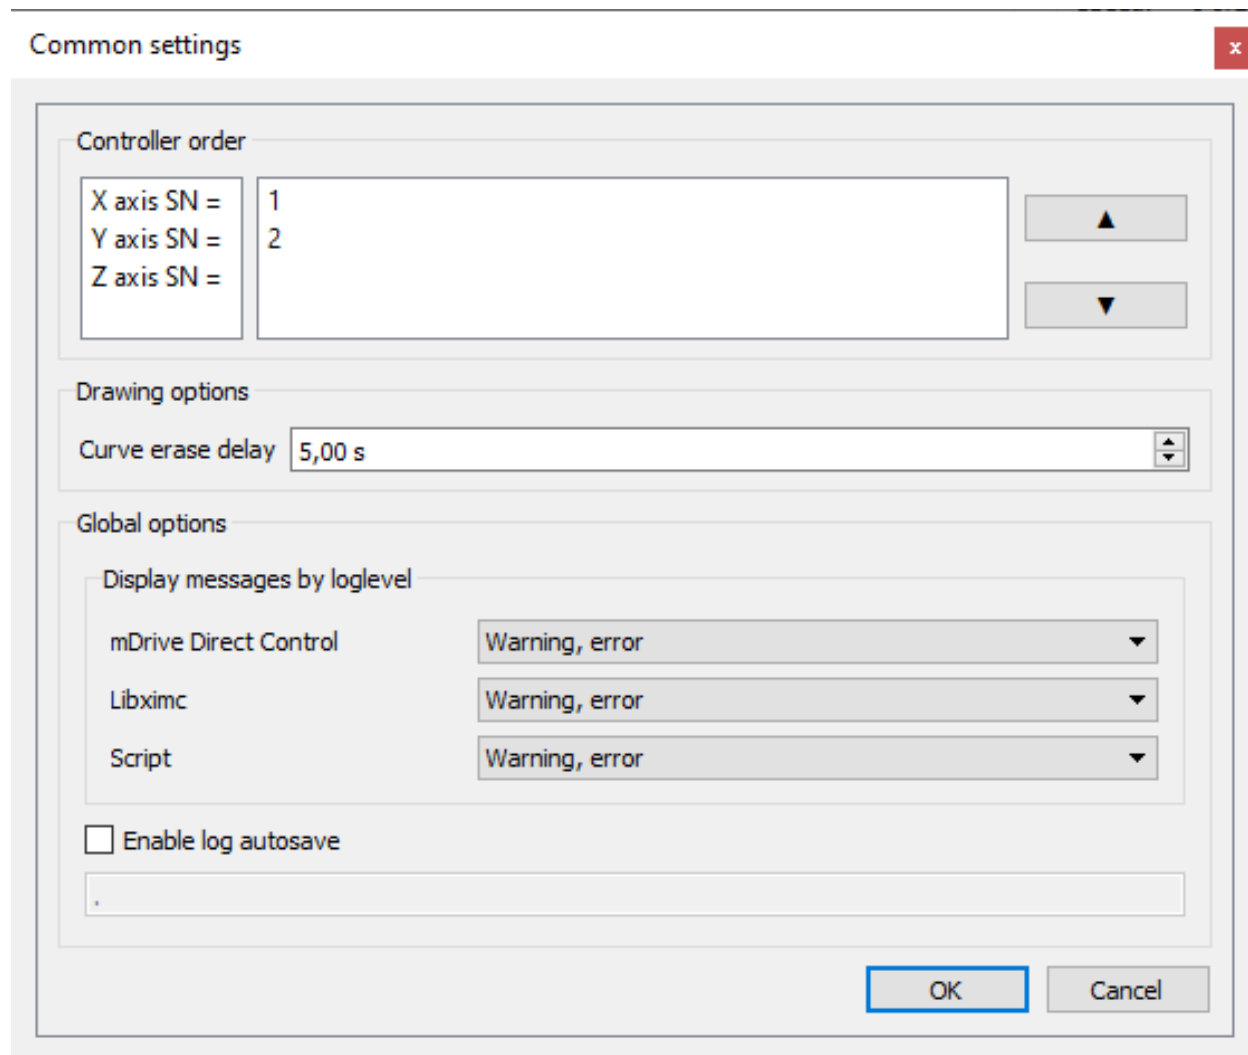 Common settings
x
Controller order
X axis SN = 1
Y axis SN = 2
Z axis SN =
▲
▼
Drawing options
Curve erase delay 5,00 s
Global options
Display messages by loglevel
mDrive Direct Control Warning, error
Libximc Warning, error
Script Warning, error
Enable log autosave
.
OK Cancel